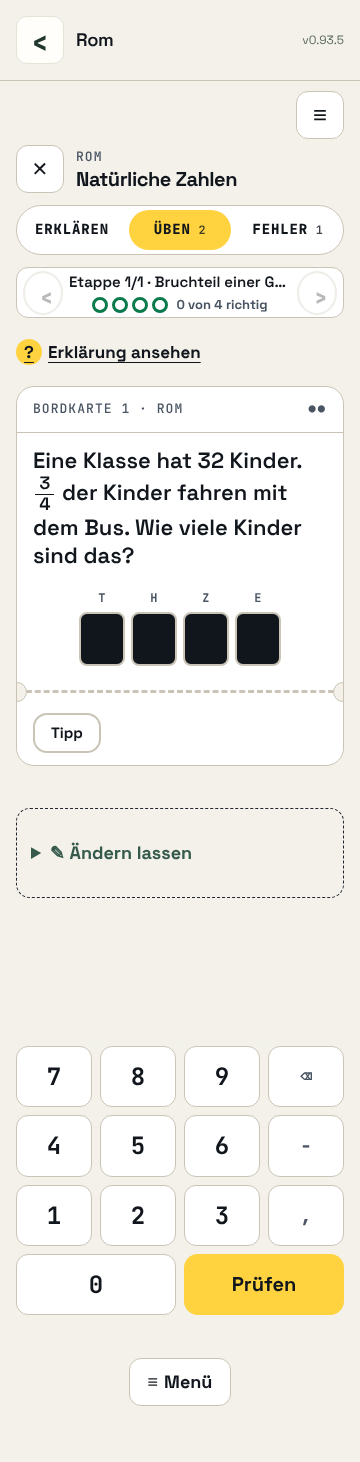 < Rom v0.93.5
≡
✕ ROM
Natürliche Zahlen
ERKLÄREN ÜBEN 2 FEHLER 1
< Etappe 1/1 · Bruchteil einer G… >
0 von 4 richtig
? Erklärung ansehen
BORDKARTE 1 · ROM ●●
Eine Klasse hat 32 Kinder.
3/4 der Kinder fahren mit
dem Bus. Wie viele Kinder
sind das?
T H Z E
Tipp
▶ ✎ Ändern lassen
7 8 9 ⌫
4 5 6 -
1 2 3 ,
0 Prüfen
≡ Menü